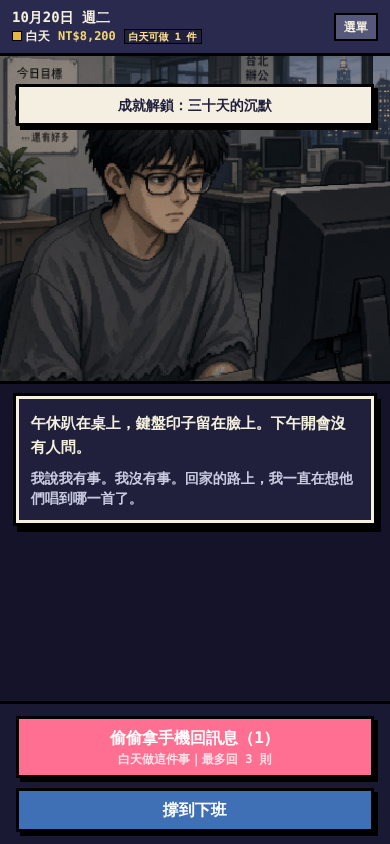 10月20日 週二
白天 NT$8,200 白天可做 1 件
選單
今日目標
台北
辦公
成就解鎖：三十天的沉默
…還有好多
午休趴在桌上，鍵盤印子留在臉上。下午開會沒
有人問。
我說我有事。我沒有事。回家的路上，我一直在想他
們唱到哪一首了。
偷偷拿手機回訊息（1）
白天做這件事｜最多回 3 則
撐到下班